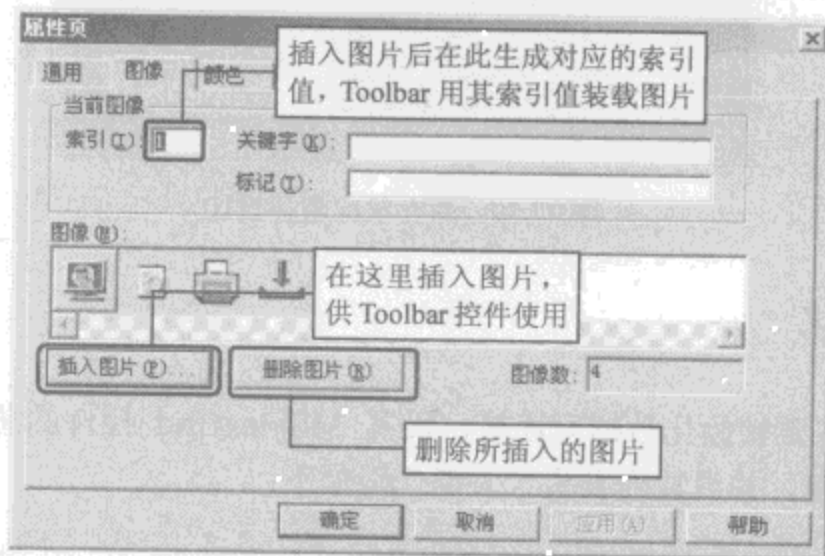 属性页
插入图片后在此生成对应的索引
值，Toolbar 用其索引值装载图片
通用 图像 颜色
当前图像
索引(I):
关键字(K):
标记(T):
图像(M):
在这里插入图片，
供 Toolbar 控件使用
插入图片(P)...
删除图片(R)
图像数: 4
删除所插入的图片
确定 取消 应用(A) 帮助